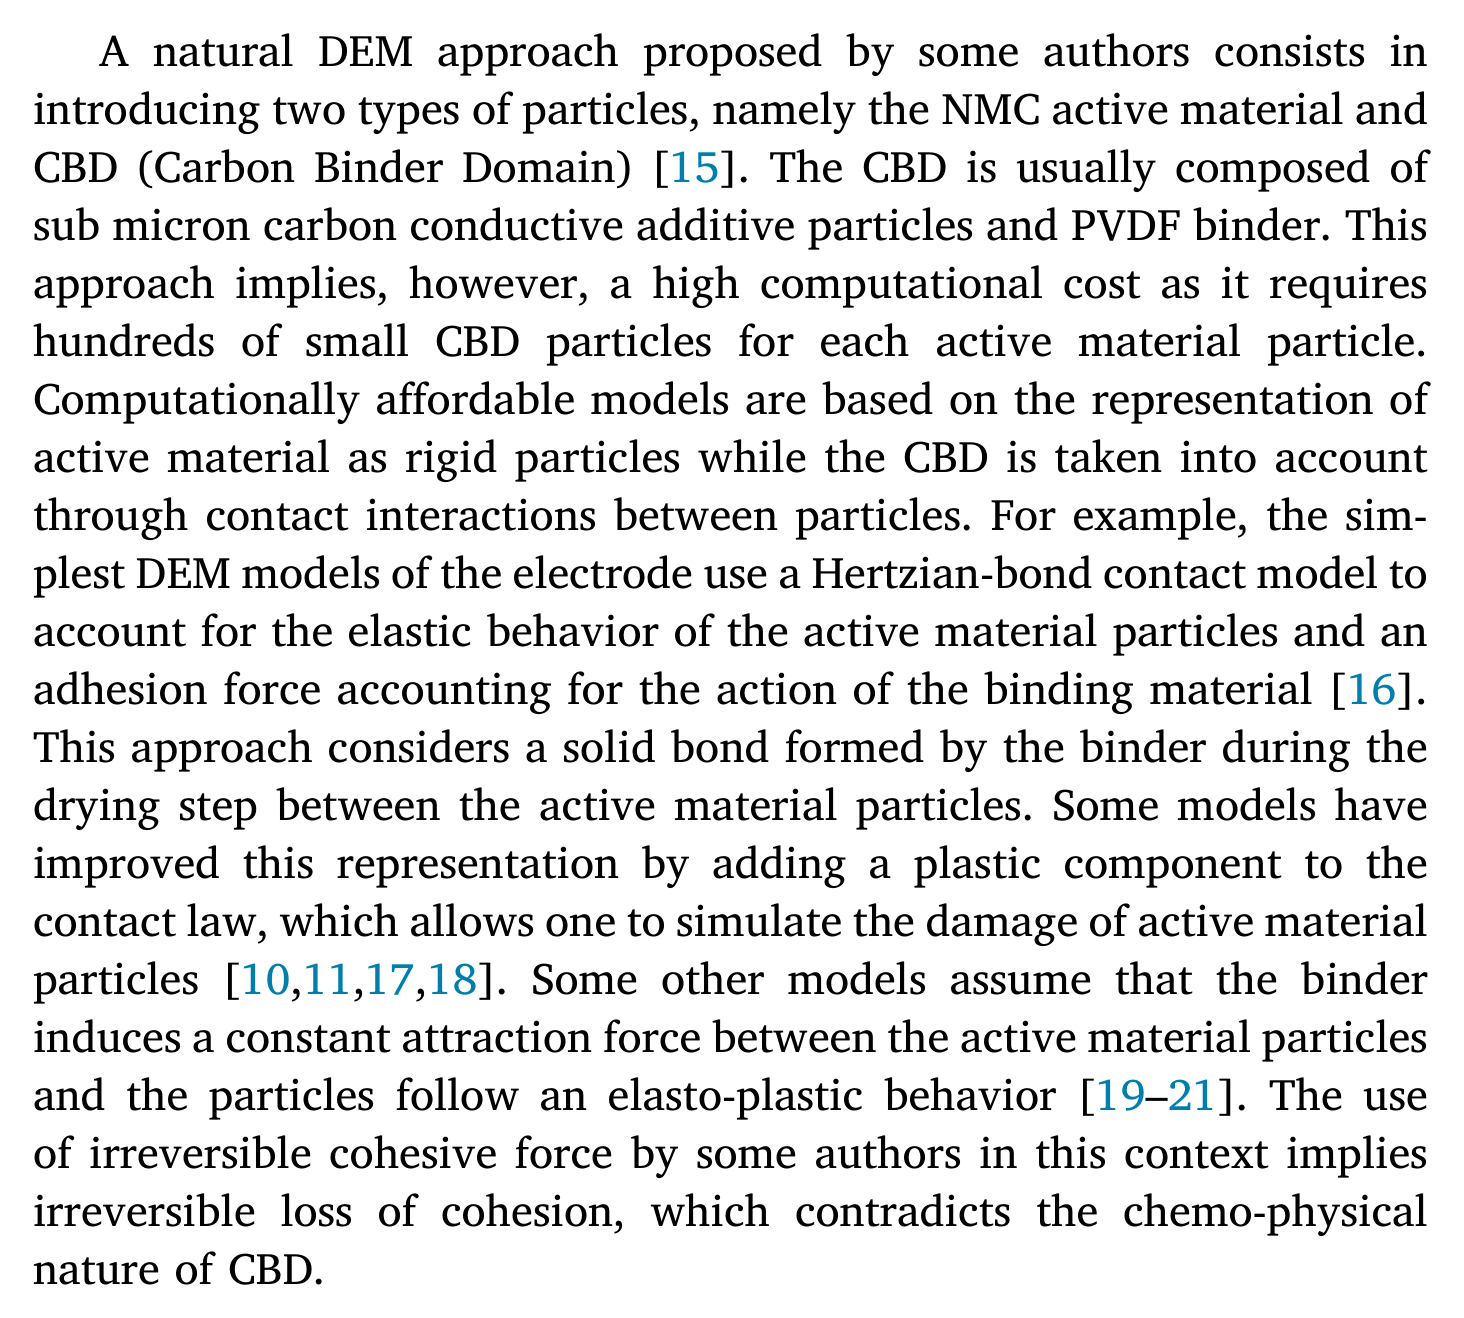 A natural DEM approach proposed by some authors consists in
introducing two types of particles, namely the NMC active material and
CBD (Carbon Binder Domain) [15]. The CBD is usually composed of
sub micron carbon conductive additive particles and PVDF binder. This
approach implies, however, a high computational cost as it requires
hundreds of small CBD particles for each active material particle.
Computationally affordable models are based on the representation of
active material as rigid particles while the CBD is taken into account
through contact interactions between particles. For example, the sim-
plest DEM models of the electrode use a Hertzian-bond contact model to
account for the elastic behavior of the active material particles and an
adhesion force accounting for the action of the binding material [16].
This approach considers a solid bond formed by the binder during the
drying step between the active material particles. Some models have
improved this representation by adding a plastic component to the
contact law, which allows one to simulate the damage of active material
particles [10,11,17,18]. Some other models assume that the binder
induces a constant attraction force between the active material particles
and the particles follow an elasto-plastic behavior [19–21]. The use
of irreversible cohesive force by some authors in this context implies
irreversible loss of cohesion, which contradicts the chemo-physical
nature of CBD.